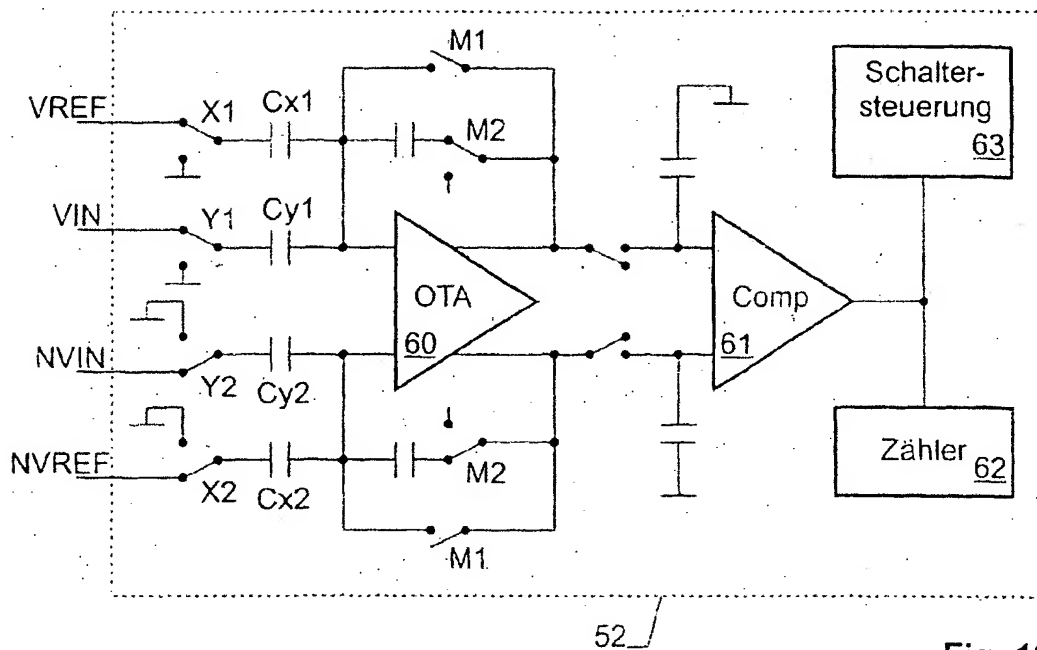 M1
Schalter-
steuerung
63
VREF
X1
Cx1
M2
VIN
Y1
Cy1
OTA
60
Comp
61
NVIN
Y2
Cy2
Zähler
62
NVREF
X2
Cx2
M2
M1
52